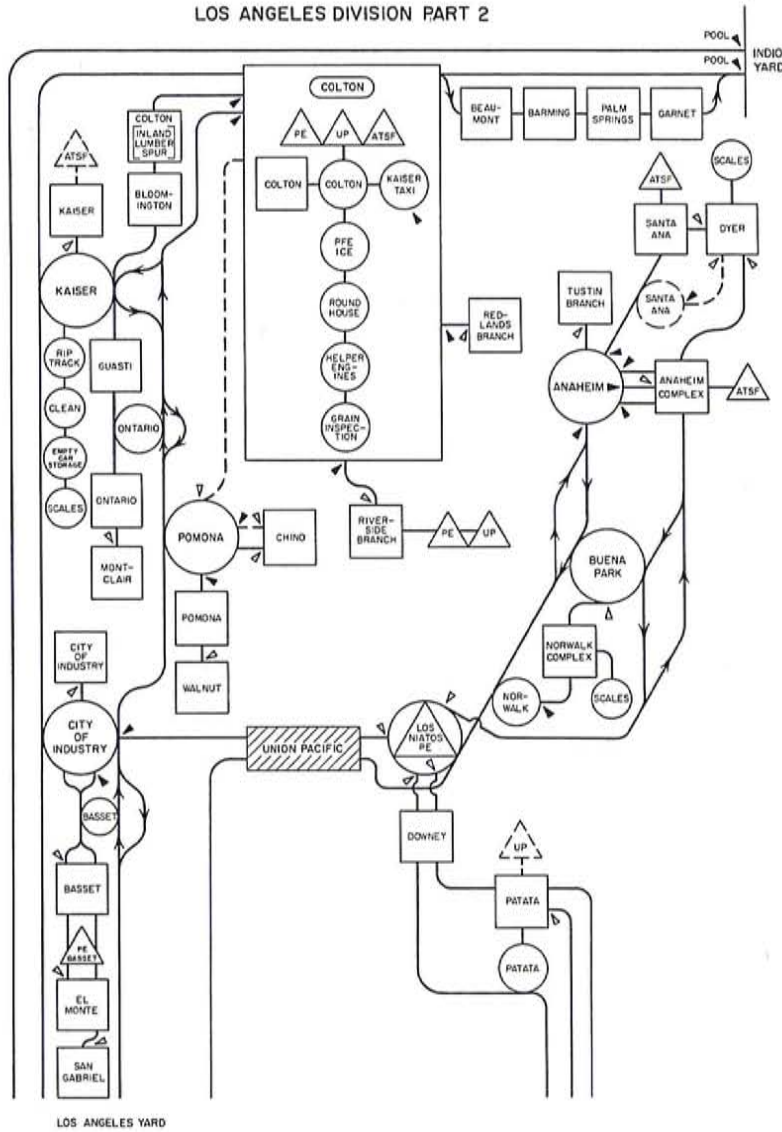 LOS ANGELES DIVISION PART 2
POOL
INDIO
YARD
POOL
COLTON
PE
UP
ATSF
COLTON
COLTON
KAISER
TAXI
PFE
ICE
ROUND
HOUSE
HELPER
ENG-
INES
GRAIN
INSPEC-
TION
BEAU-
MONT
BARMING
PALM
SPRINGS
GARNET
COLTON
INLAND
LUMBER
SPUR
BLOOM-
INGTON
ATSF
KAISER
KAISER
RIP
TRACK
CLEAN
EMPTY
CAR
STORAGE
SCALES
GUASTI
ONTARIO
ONTARIO
MONT-
CLAIR
RED-
LANDS
BRANCH
ATSF
SCALES
SANTA
ANA
DYER
SANTA
ANA
TUSTIN
BRANCH
ANAHEIM
ANAHEIM
COMPLEX
ATSF
POMONA
CHINO
RIVER-
SIDE
BRANCH
PE
UP
POMONA
WALNUT
BUENA
PARK
NORWALK
COMPLEX
NOR-
WALK
SCALES
CITY
OF
INDUSTRY
CITY
OF
INDUSTRY
UNION PACIFIC
LOS
NIATOS
PE
BASSET
DOWNEY
UP
BASSET
PATATA
PE
BASSET
PATATA
EL
MONTE
SAN
GABRIEL
LOS ANGELES YARD